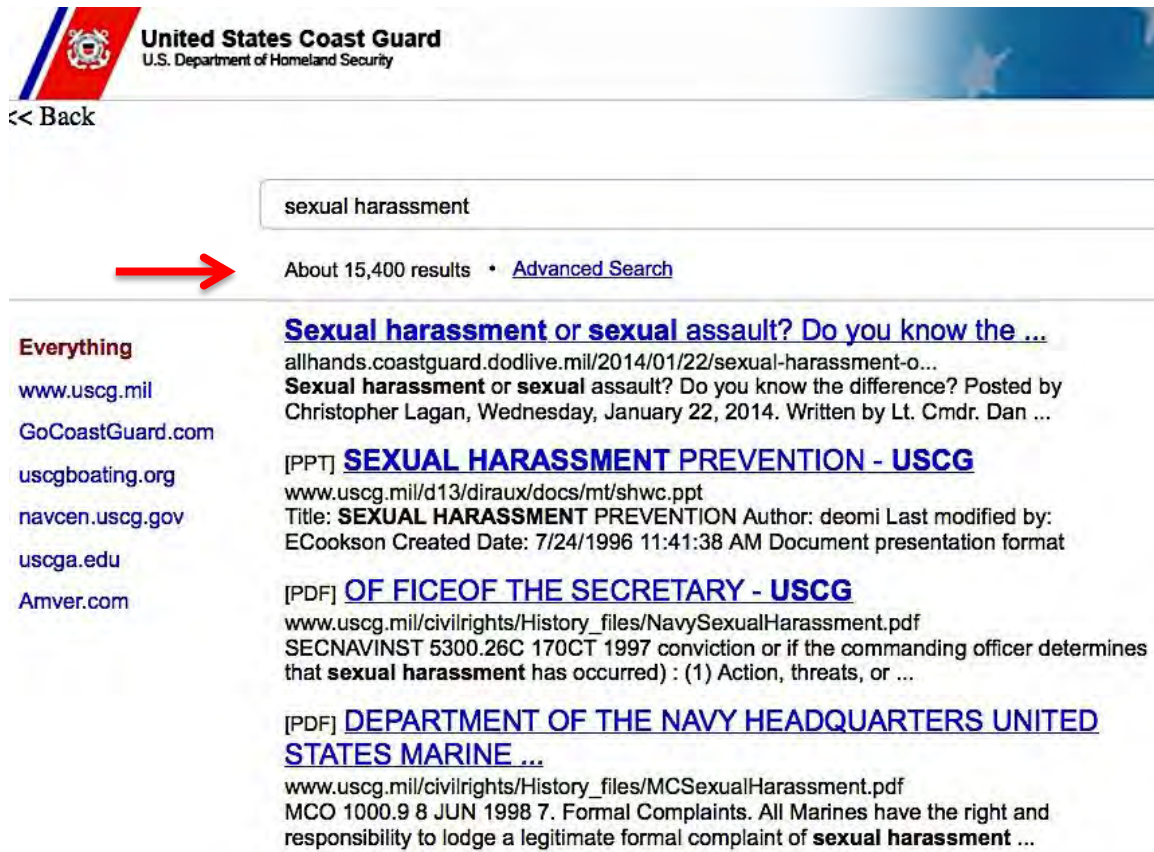 United States Coast Guard
U.S. Department of Homeland Security
<< Back
sexual harassment
About 15,400 results • Advanced Search
Everything
www.uscg.mil
GoCoastGuard.com
uscgboating.org
navcen.uscg.gov
uscga.edu
Amver.com
Sexual harassment or sexual assault? Do you know the ...
allhands.coastguard.dodlive.mil/2014/01/22/sexual-harassment-o...
Sexual harassment or sexual assault? Do you know the difference? Posted by
Christopher Lagan, Wednesday, January 22, 2014. Written by Lt. Cmdr. Dan ...
[PPT] SEXUAL HARASSMENT PREVENTION - USCG
www.uscg.mil/d13/diraux/docs/mt/shwc.ppt
Title: SEXUAL HARASSMENT PREVENTION Author: deomi Last modified by:
ECookson Created Date: 7/24/1996 11:41:38 AM Document presentation format
[PDF] OF FICEOF THE SECRETARY - USCG
www.uscg.mil/civilrights/History_files/NavySexualHarassment.pdf
SECNAVINST 5300.26C 170CT 1997 conviction or if the commanding officer determines
that sexual harassment has occurred) : (1) Action, threats, or ...
[PDF] DEPARTMENT OF THE NAVY HEADQUARTERS UNITED
STATES MARINE ...
www.uscg.mil/civilrights/History_files/MCSexualHarassment.pdf
MCO 1000.9 8 JUN 1998 7. Formal Complaints. All Marines have the right and
responsibility to lodge a legitimate formal complaint of sexual harassment ...